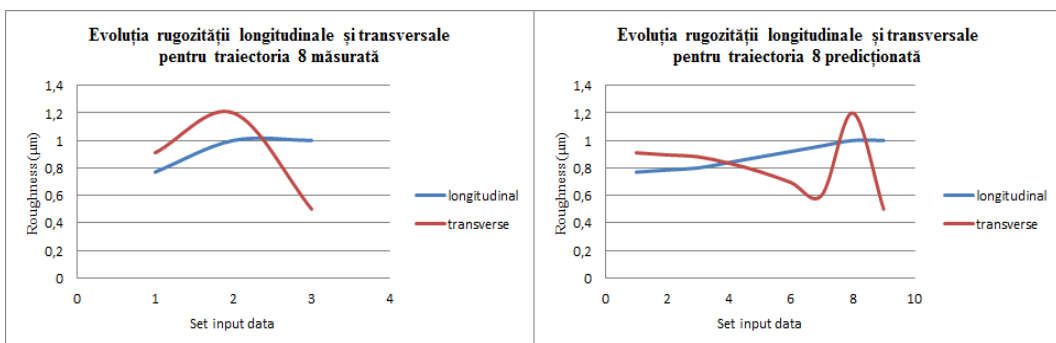 Evoluția rugozității longitudinale și transversale
pentru traiectoria 8 măsurată
1,4
1,2
1
0,8
0,6
0,4
0,2
0
Roughness (µm)
0
1
2
3
4
Set input data
longitudinal
transverse
Evoluția rugozității longitudinale și transversale
pentru traiectoria 8 predicționată
1,4
1,2
1
0,8
0,6
0,4
0,2
0
Roughness (µm)
0
2
4
6
8
10
Set input data
longitudinal
transverse